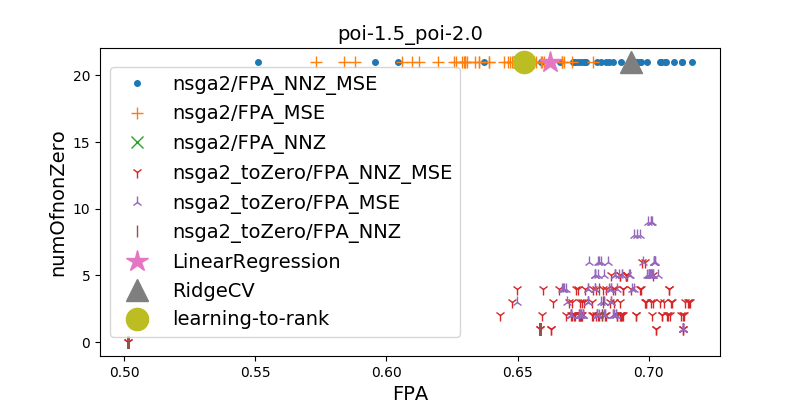 poi-1.5_poi-2.0
numOfnonZero
20
15
10
5
0
nsga2/FPA_NNZ_MSE
nsga2/FPA_MSE
nsga2/FPA_NNZ
nsga2_toZero/FPA_NNZ_MSE
nsga2_toZero/FPA_MSE
nsga2_toZero/FPA_NNZ
LinearRegression
RidgeCV
learning-to-rank
0.50 0.55 0.60 0.65 0.70
FPA